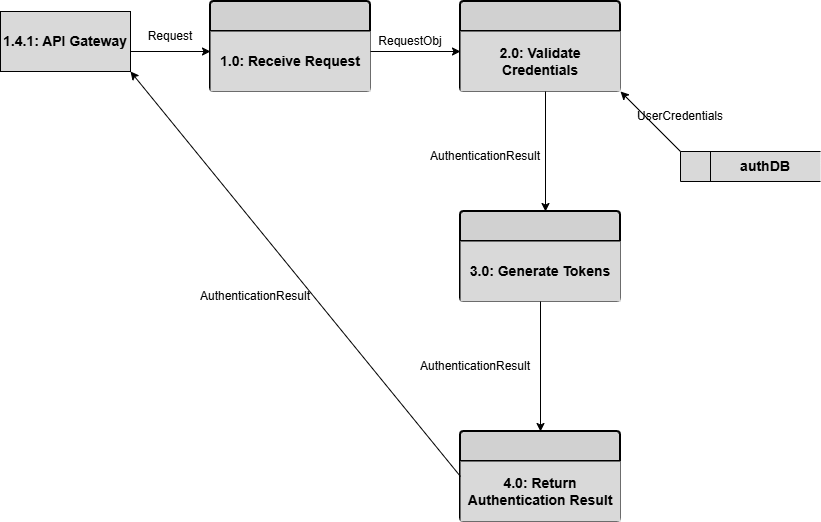 1.4.1: API Gateway
Request
1.0: Receive Request
RequestObj
2.0: Validate
Credentials
UserCredentials
AuthenticationResult
authDB
3.0: Generate Tokens
AuthenticationResult
AuthenticationResult
4.0: Return
Authentication Result